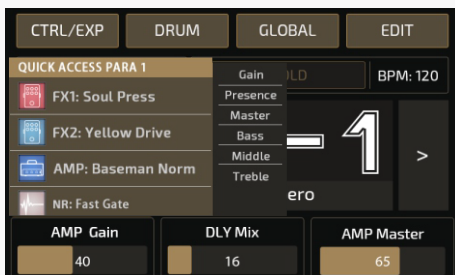 CTRL/EXP DRUM GLOBAL EDIT
QUICK ACCESS PARA 1
OLD BPM: 120
FX1: Soul Press
FX2: Yellow Drive
AMP: Baseman Norm
NR: Fast Gate
Gain
Presence
Master
Bass
Middle
Treble
-1
>
ero
AMP Gain DLY Mix AMP Master
40 16 65